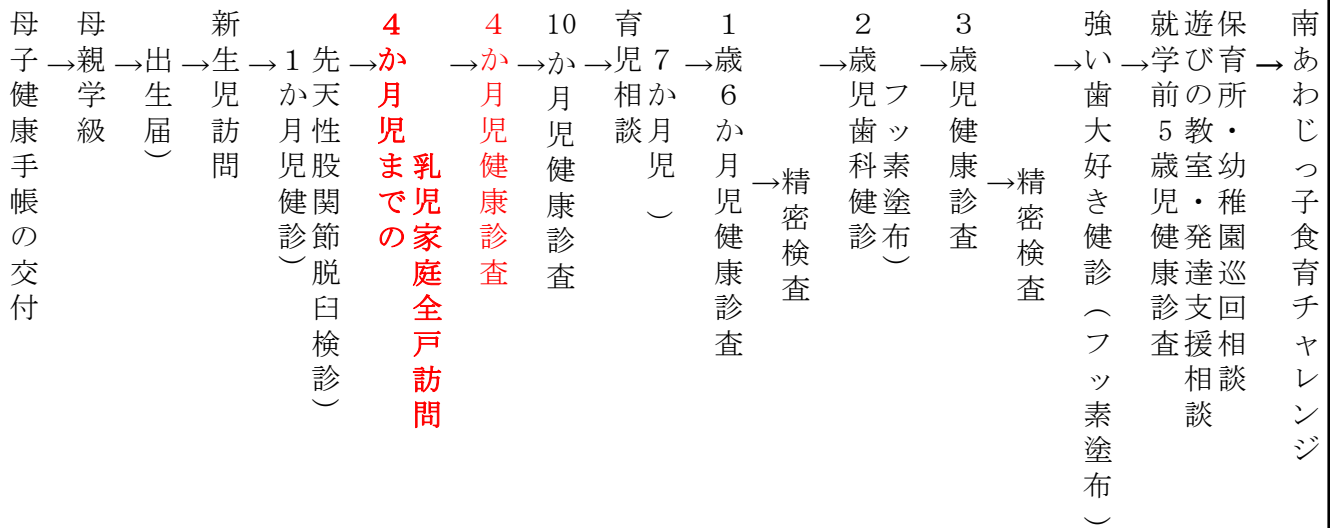 母子健康手帳の交付
→母親学級
→出生届）
→新生児訪問
→１か月児健診）
先天性股関節脱臼検診）
→４か月児までの
乳児家庭全戸訪問
→４か月児健康診査
→10か月児健康診査
→育児相談
７か月児　）
→１歳６か月児健康診査
→精密検査
→２歳児歯科健診
フッ素塗布）
→３歳児健康診査
→精密検査
→強い歯大好き健診（フッ素塗布）
→就学前５歳児健康診査
遊びの教室・発達支援相談
保育所・幼稚園巡回相談
→南あわじっ子食育チャレンジ